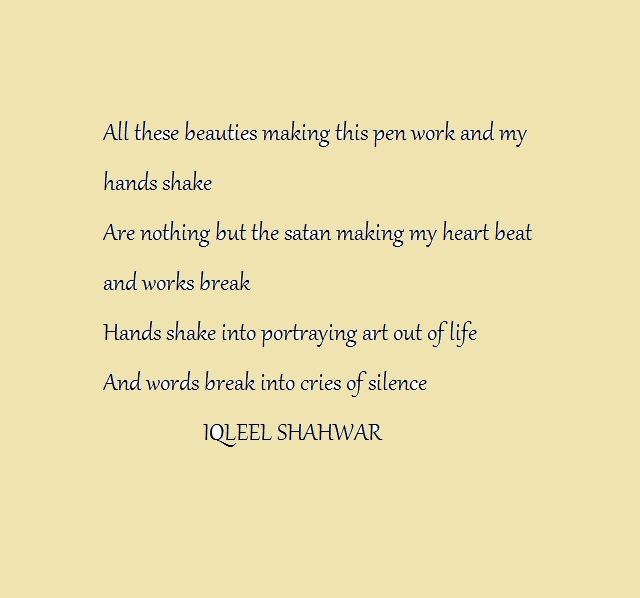 All these beauties making this pen work and my
hands shake
Are nothing but the satan making my heart beat
and works break
Hands shake into portraying art out of life
And words break into cries of silence
IQLEEL SHAHWAR